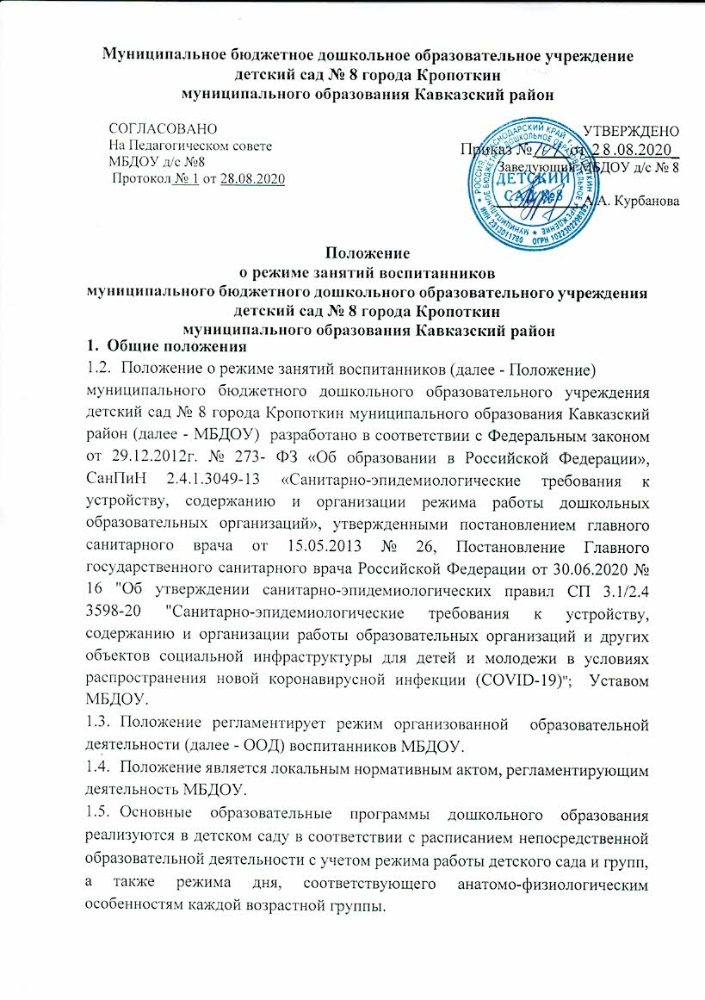 Муниципальное бюджетное дошкольное образовательное учреждение
детский сад № 8 города Кропоткин
муниципального образования Кавказский район
СОГЛАСОВАНО
На Педагогическом совете
МБДОУ д/с №8
Протокол № 1 от 28.08.2020
УТВЕРЖДЕНО
Приказ № от 28.08.2020
Заведующий МБДОУ д/с № 8
А.А. Курбанова
ДЕТСКИЙ
САД №8
Положение
о режиме занятий воспитанников
муниципального бюджетного дошкольного образовательного учреждения
детский сад № 8 города Кропоткин
муниципального образования Кавказский район
1. Общие положения
1.2. Положение о режиме занятий воспитанников (далее - Положение)
муниципального бюджетного дошкольного образовательного учреждения
детский сад № 8 города Кропоткин муниципального образования Кавказский
район (далее - МБДОУ) разработано в соответствии с Федеральным законом
от 29.12.2012г. № 273- ФЗ «Об образовании в Российской Федерации»,
СанПиН 2.4.1.3049-13 «Санитарно-эпидемиологические требования к
устройству, содержанию и организации режима работы дошкольных
образовательных организаций», утвержденными постановлением главного
санитарного врача от 15.05.2013 № 26, Постановление Главного
государственного санитарного врача Российской Федерации от 30.06.2020 №
16 "Об утверждении санитарно-эпидемиологических правил СП 3.1/2.4
3598-20 "Санитарно-эпидемиологические требования к устройству,
содержанию и организации работы образовательных организаций и других
объектов социальной инфраструктуры для детей и молодежи в условиях
распространения новой коронавирусной инфекции (COVID-19)"; Уставом
МБДОУ.
1.3. Положение регламентирует режим организованной образовательной
деятельности (далее - ООД) воспитанников МБДОУ.
1.4. Положение является локальным нормативным актом, регламентирующим
деятельность МБДОУ.
1.5. Основные образовательные программы дошкольного образования
реализуются в детском саду в соответствии с расписанием непосредственной
образовательной деятельности с учетом режима работы детского сада и групп,
а также режима дня, соответствующего анатомо-физиологическим
особенностям каждой возрастной группы.